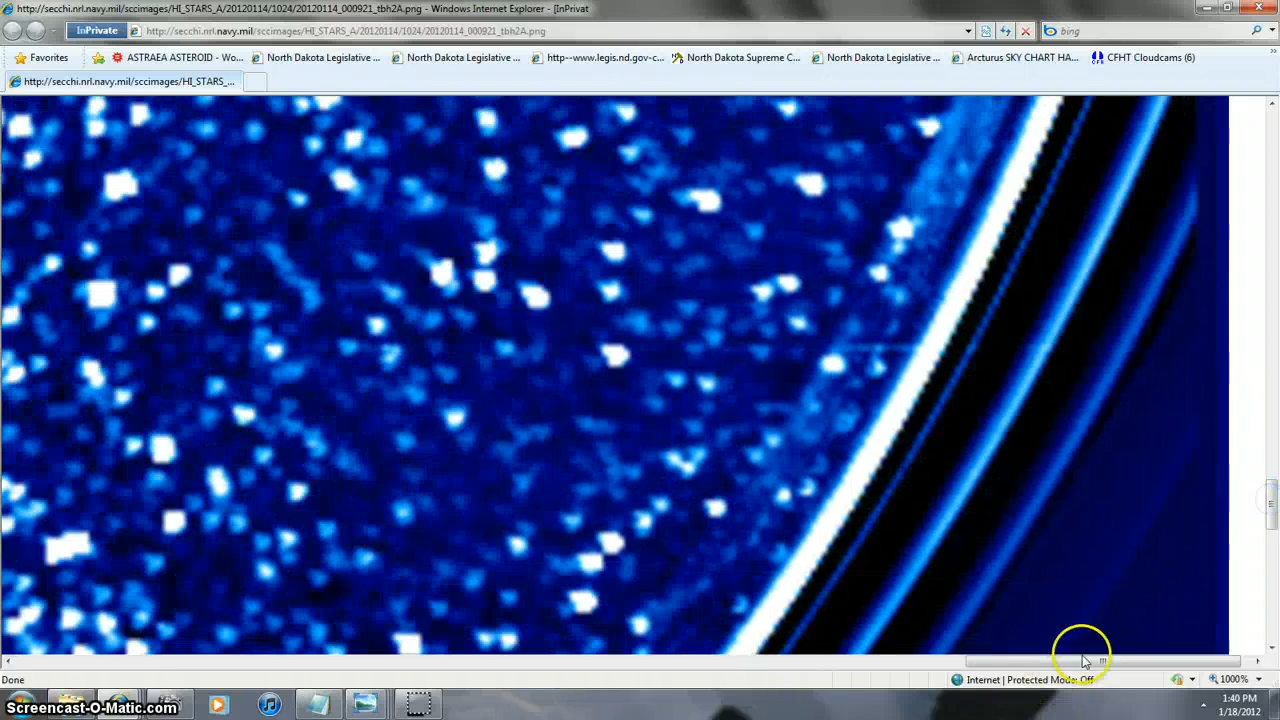 http://secchi.nrl.navy.mil/sccimages/HI_STARS_A/20120114/1024/20120114_000921_tbh2A.png - Windows Internet Explorer - [InPrivat
InPrivate
http://secchi.nrl.navy.mil/sccimages/HI_STARS_A/20120114/1024/20120114_000921_tbh2A.png
bing
Favorites
ASTRAEA ASTEROID - Wo...
North Dakota Legislative ...
North Dakota Legislative ...
http--www.legis.nd.gov-c...
North Dakota Supreme C...
North Dakota Legislative ...
Arcturus SKY CHART HA...
CFHT Cloudcams (6)
http://secchi.nrl.navy.mil/sccimages/HI_STARS_...
Done
Internet | Protected Mode: Off
1000%
Screencast-O-Matic.com
1:40 PM
1/18/2012